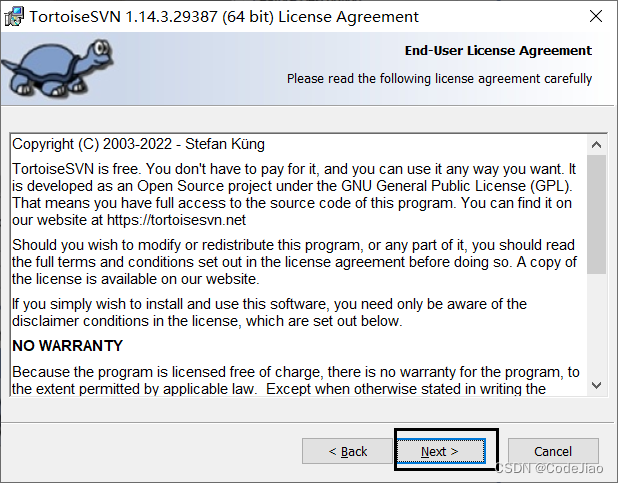 TortoiseSVN 1.14.3.29387 (64 bit) License Agreement
End-User License Agreement
Please read the following license agreement carefully
Copyright (C) 2003-2022 - Stefan Küng
TortoiseSVN is free. You don't have to pay for it, and you can use it any way you want. It
is developed as an Open Source project under the GNU General Public License (GPL).
That means you have full access to the source code of this program. You can find it on
our website at https://tortoisesvn.net
Should you wish to modify or redistribute this program, or any part of it, you should read
the full terms and conditions set out in the license agreement before doing so. A copy of
the license is available on our website.
If you simply wish to install and use this software, you need only be aware of the
disclaimer conditions in the license, which are set out below.
NO WARRANTY
Because the program is licensed free of charge, there is no warranty for the program, to
the extent permitted by applicable law.  Except when otherwise stated in writing the
< Back Next > Cancel
CSDN @CodeJiao